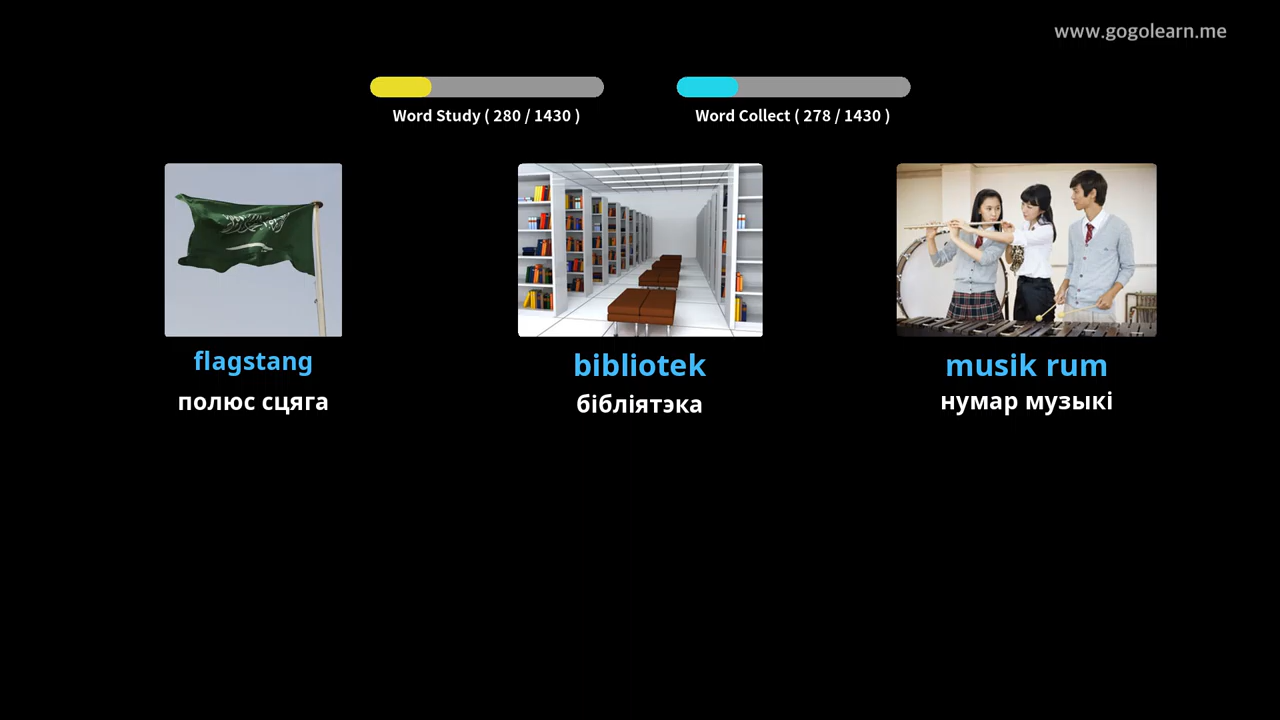 www.gogolearn.me
Word Study ( 280 / 1430 )
Word Collect ( 278 / 1430 )
flagstang
bibliotek
musik rum
полюс сцяга
бібліятэка
нумар музыкі